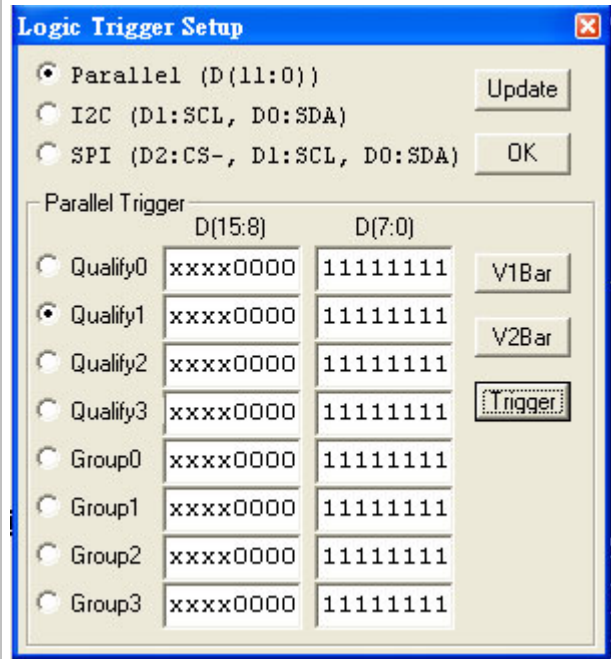 Logic Trigger Setup
Parallel (D(11:0))
Update
I2C (D1:SCL, D0:SDA)
SPI (D2:CS-, D1:SCL, D0:SDA)
OK
Parallel Trigger
D(15:8) D(7:0)
Qualify0 xxxx0000 11111111
V1Bar
Qualify1 xxxx0000 11111111
V2Bar
Qualify2 xxxx0000 11111111
Trigger
Qualify3 xxxx0000 11111111
Group0 xxxx0000 11111111
Group1 xxxx0000 11111111
Group2 xxxx0000 11111111
Group3 xxxx0000 11111111